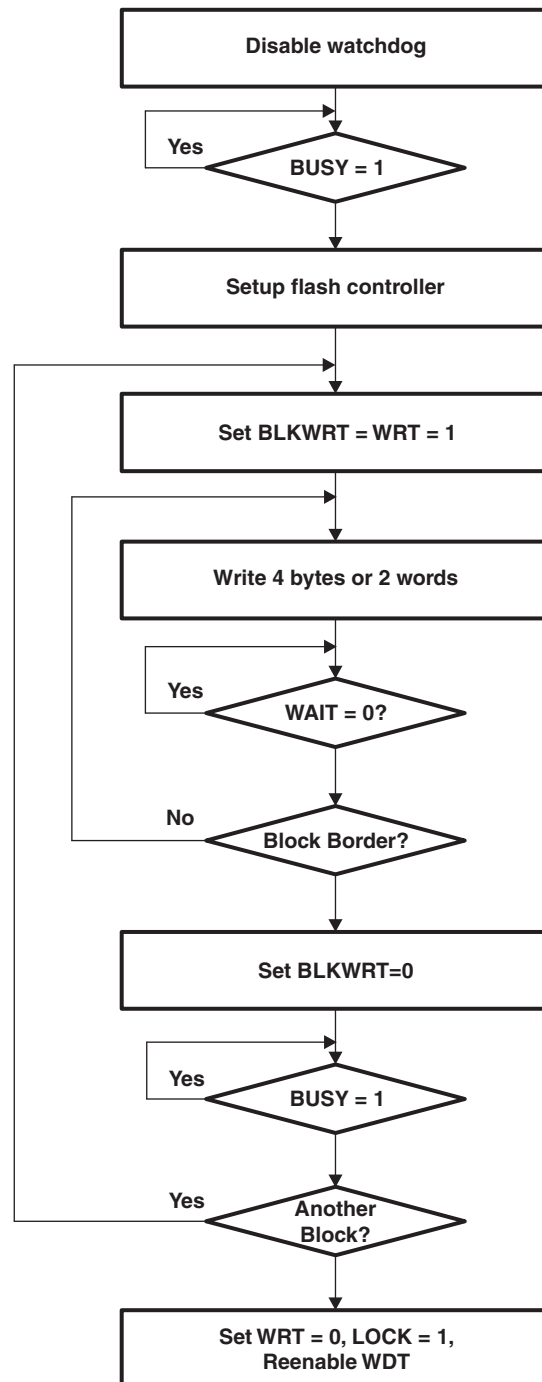 Disable watchdog
Yes
BUSY = 1
Setup flash controller
Set BLKWRT = WRT = 1
Write 4 bytes or 2 words
Yes
WAIT = 0?
No
Block Border?
Set BLKWRT=0
Yes
BUSY = 1
Yes
Another
Block?
Set WRT = 0, LOCK = 1,
Reenable WDT